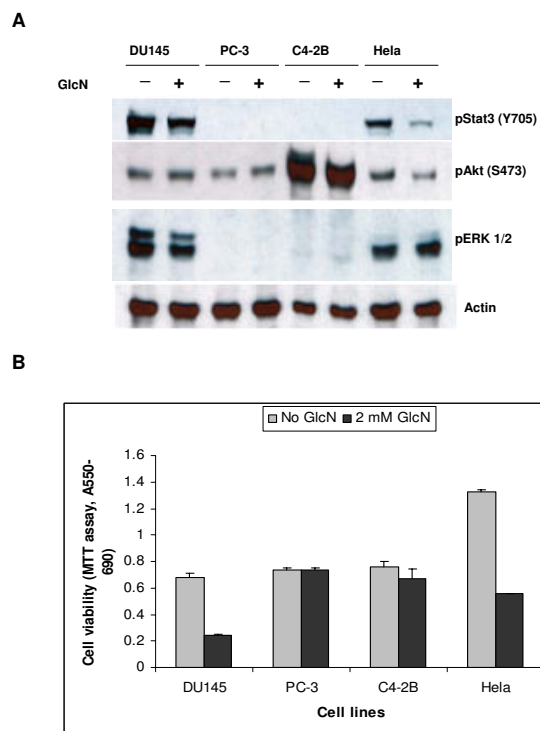 A
DU145 PC-3 C4-2B Hela
GlcN − + − + − + − +
pStat3 (Y705)
pAkt (S473)
pERK 1/2
Actin
B
No GlcN 2 mM GlcN
Cell viability (MTT assay, A550-
690)
1.6
1.4
1.2
1
0.8
0.6
0.4
0.2
0
DU145 PC-3 C4-2B Hela
Cell lines